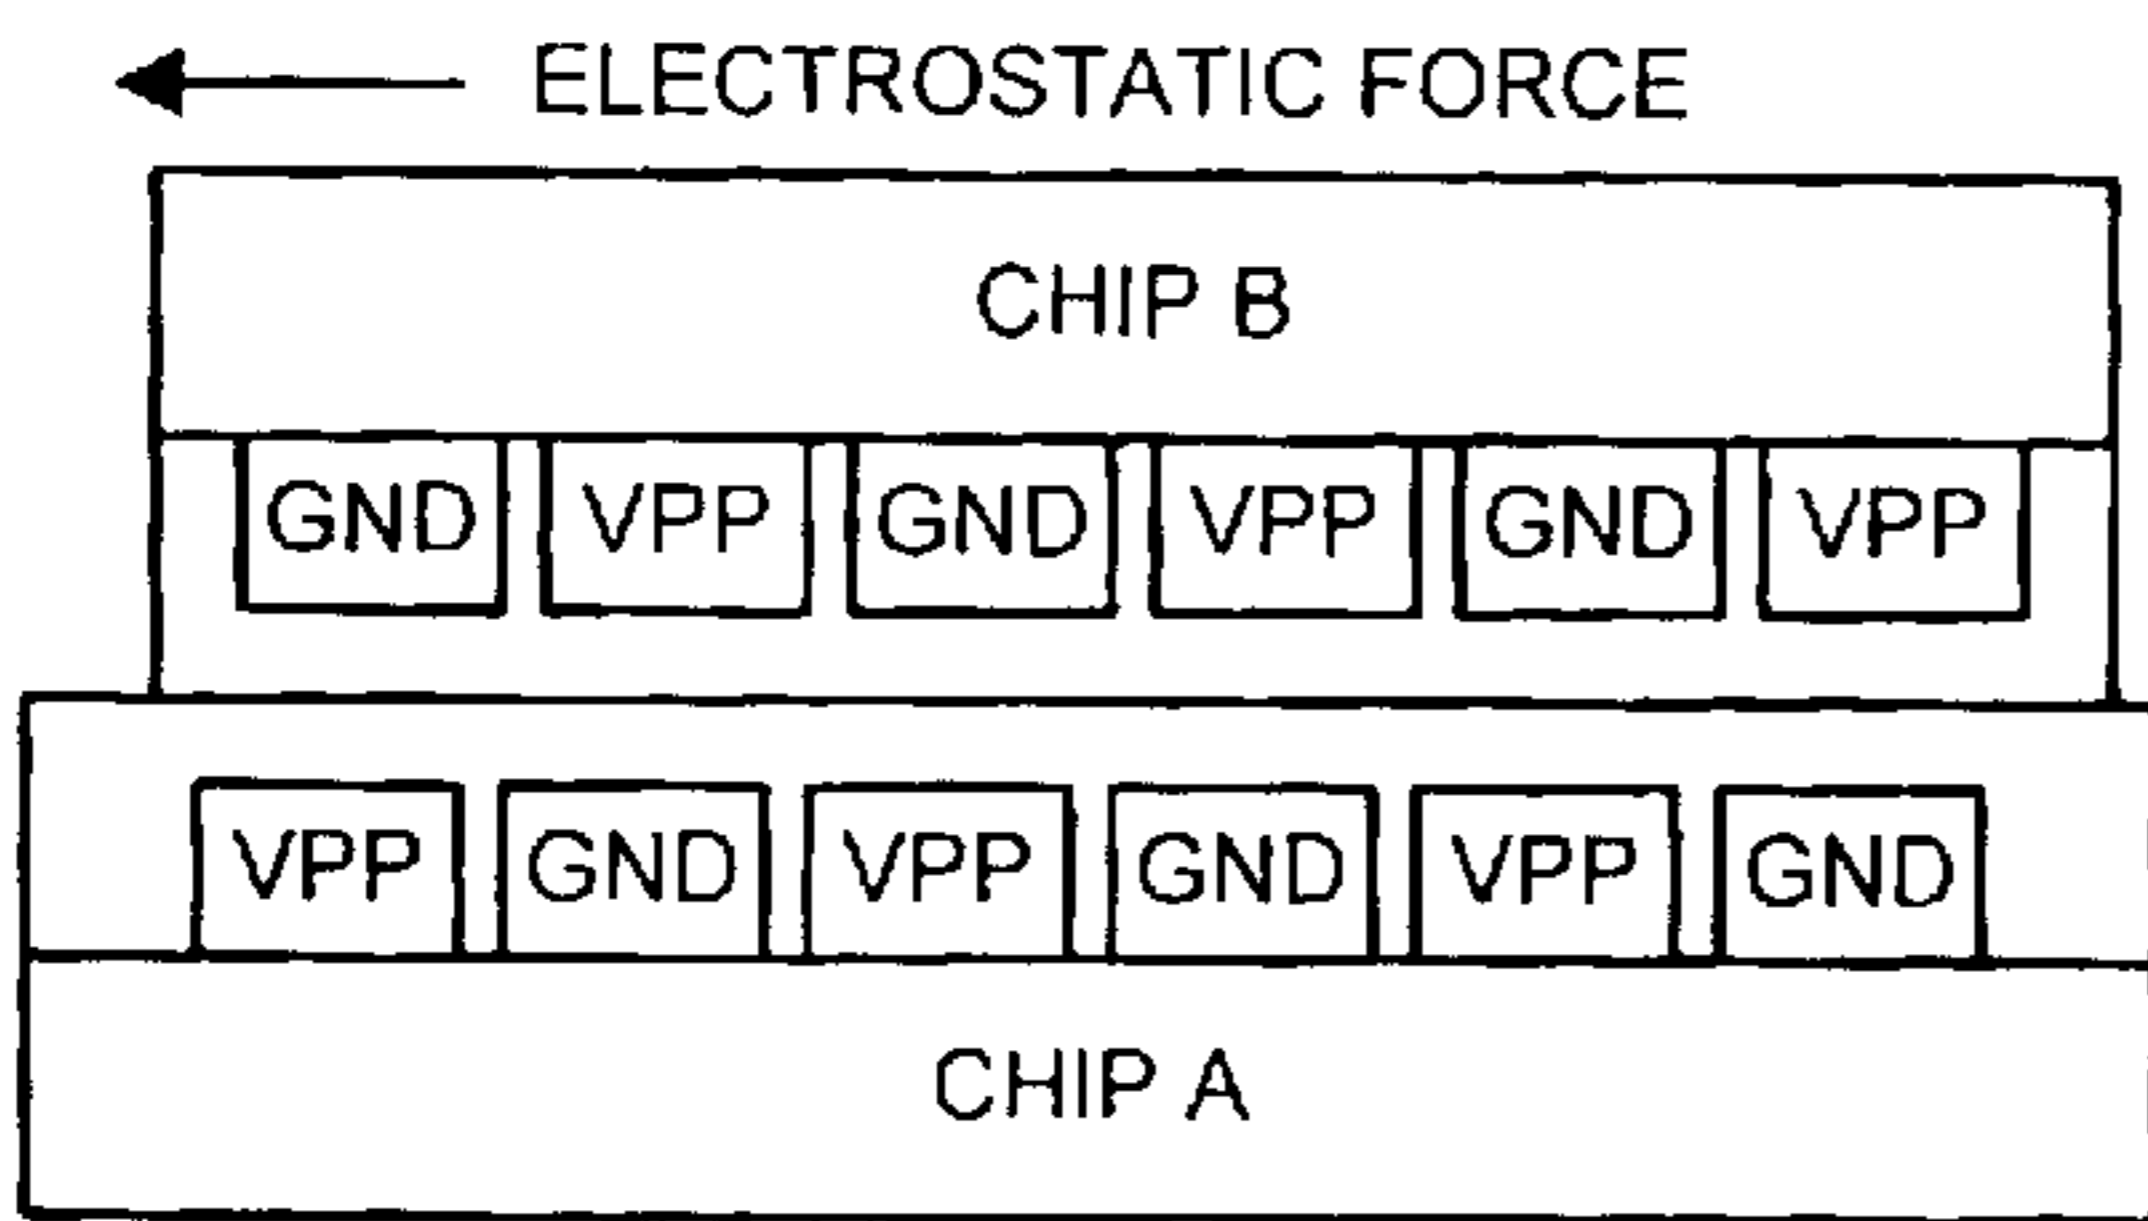 ELECTROSTATIC FORCE
CHIP B
GND VPP GND VPP GND VPP
VPP GND VPP GND VPP GND
CHIP A